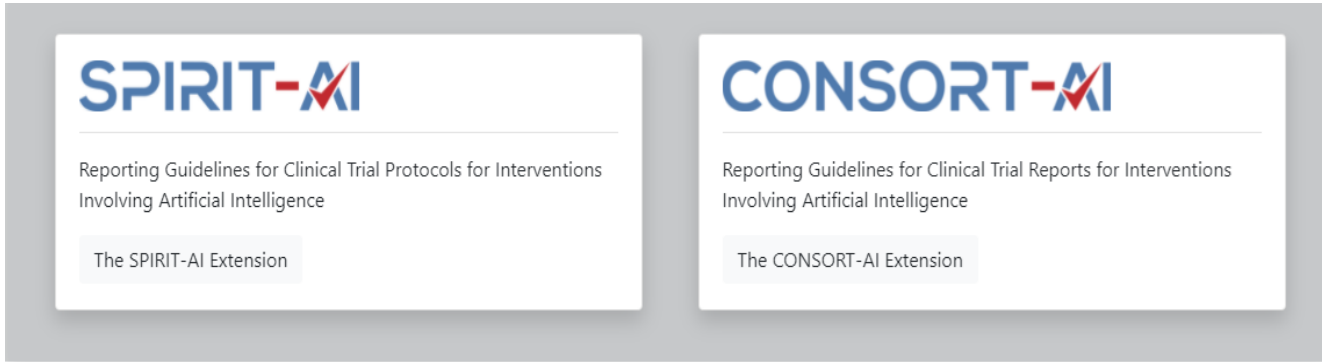 SPIRIT-AI
Reporting Guidelines for Clinical Trial Protocols for Interventions
Involving Artificial Intelligence
The SPIRIT-AI Extension
CONSORT-AI
Reporting Guidelines for Clinical Trial Reports for Interventions
Involving Artificial Intelligence
The CONSORT-AI Extension